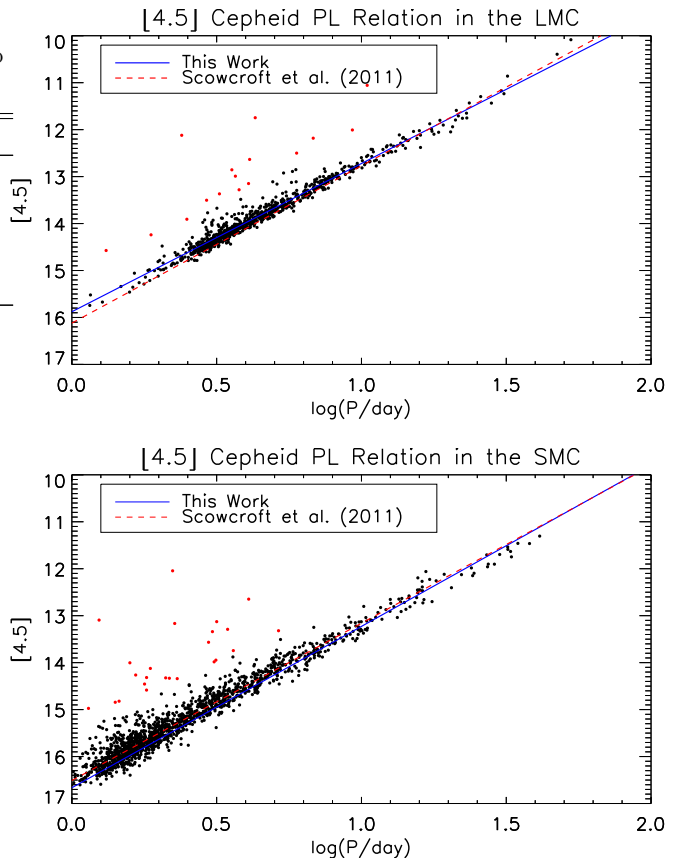 [4.5] Cepheid PL Relation in the LMC
This Work
Scowcroft et al. (2011)
10
11
12
13
14
15
16
17
[4.5]
0.0 0.5 1.0 1.5 2.0
log(P/day)
[4.5] Cepheid PL Relation in the SMC
This Work
Scowcroft et al. (2011)
10
11
12
13
14
15
16
17
[4.5]
0.0 0.5 1.0 1.5 2.0
log(P/day)